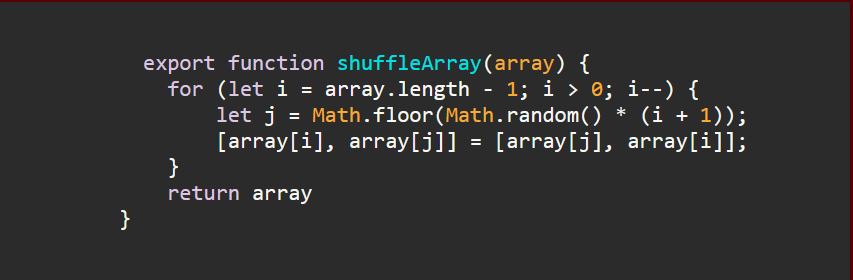 export function shuffleArray(array) {
for (let i = array.length - 1; i > 0; i--) {
let j = Math.floor(Math.random() * (i + 1));
[array[i], array[j]] = [array[j], array[i]];
}
return array
}